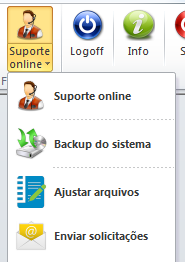 Suporte
online
Logoff
Info
S
F
Suporte online
Backup do sistema
Ajustar arquivos
Enviar solicitações